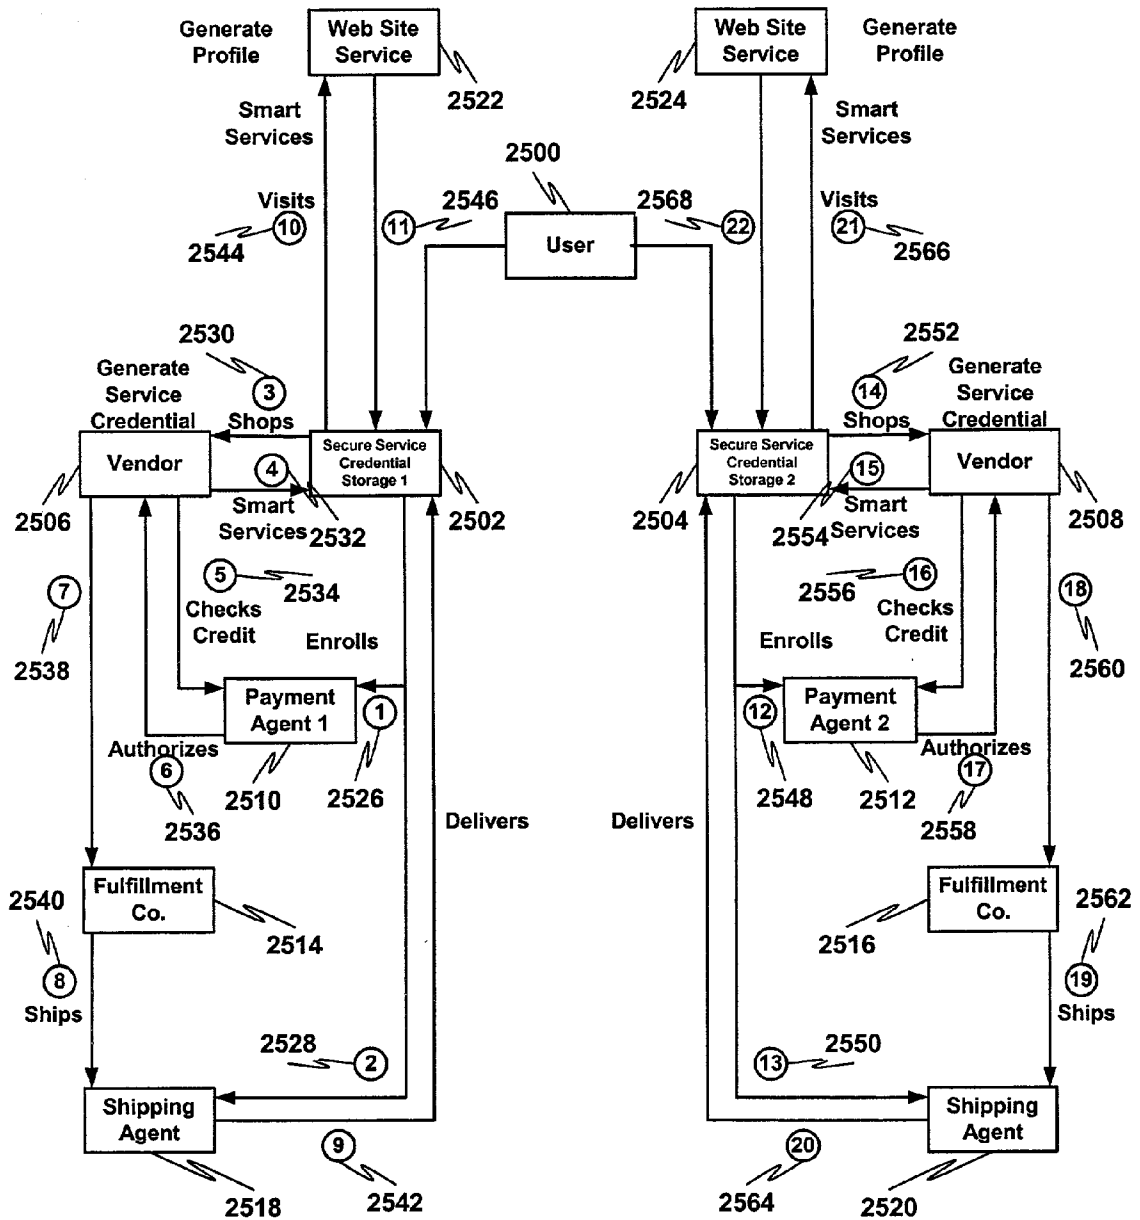 Generate
Profile
Web Site
Service
2522
Web Site
Service
2524
Generate
Profile
Smart
Services
Smart
Services
2500
User
Visits
10
2544
11
2546
2568
22
Visits
21
2566
2530
3
Generate
Service
Credential
Shops
2552
14
Generate
Service
Credential
Shops
Vendor
2506
4
Smart
Services
2532
Secure Service
Credential
Storage 1
2502
Secure Service
Credential
Storage 2
2504
15
2554
Smart
Services
Vendor
2508
7
2538
5
2534
Checks
Credit
Enrolls
2556
16
Checks
Credit
Enrolls
18
2560
Payment
Agent 1
1
2526
2510
Authorizes
6
2536
12
2548
Payment
Agent 2
2512
Authorizes
17
2558
Delivers
Delivers
Fulfillment
Co.
2514
Fulfillment
Co.
2516
2540
8
Ships
2562
19
Ships
2528
2
13
2550
Shipping
Agent
2518
9
2542
20
2564
Shipping
Agent
2520